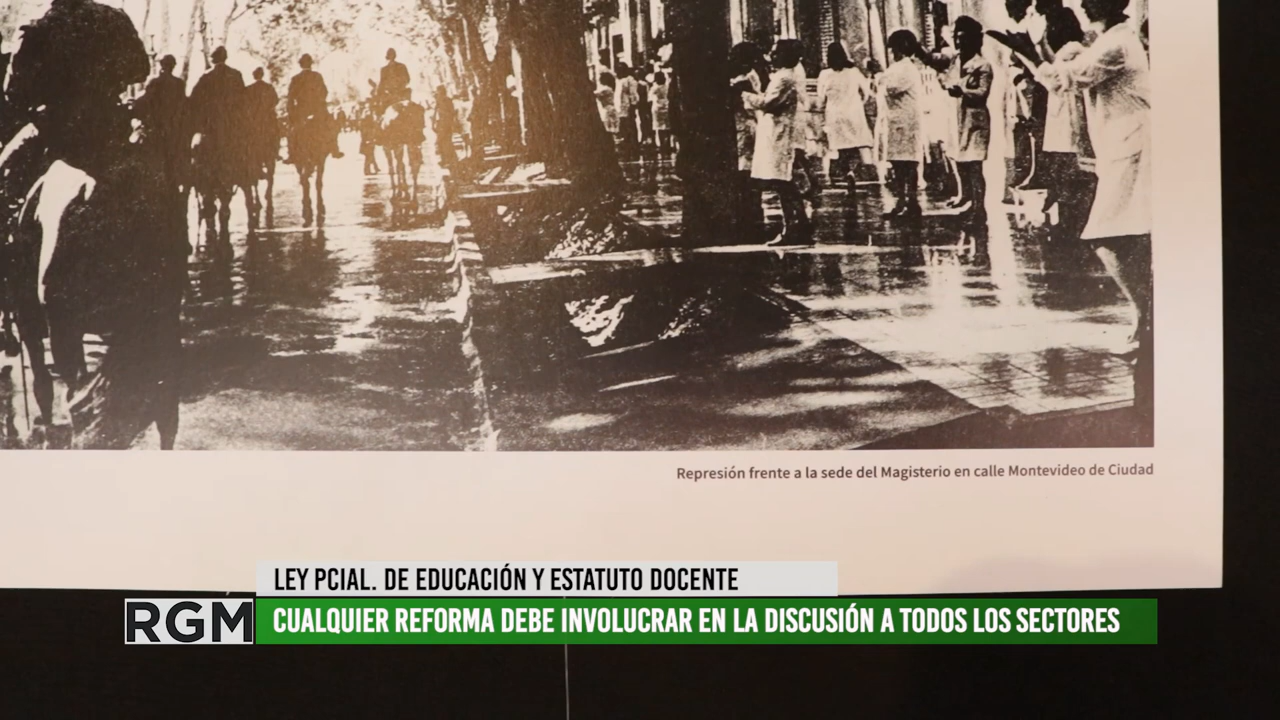 Represión frente a la sede del Magisterio en calle Montevideo de Ciudad
LEY PCIAL. DE EDUCACIÓN Y ESTATUTO DOCENTE
RGM
CUALQUIER REFORMA DEBE INVOLUCRAR EN LA DISCUSIÓN A TODOS LOS SECTORES